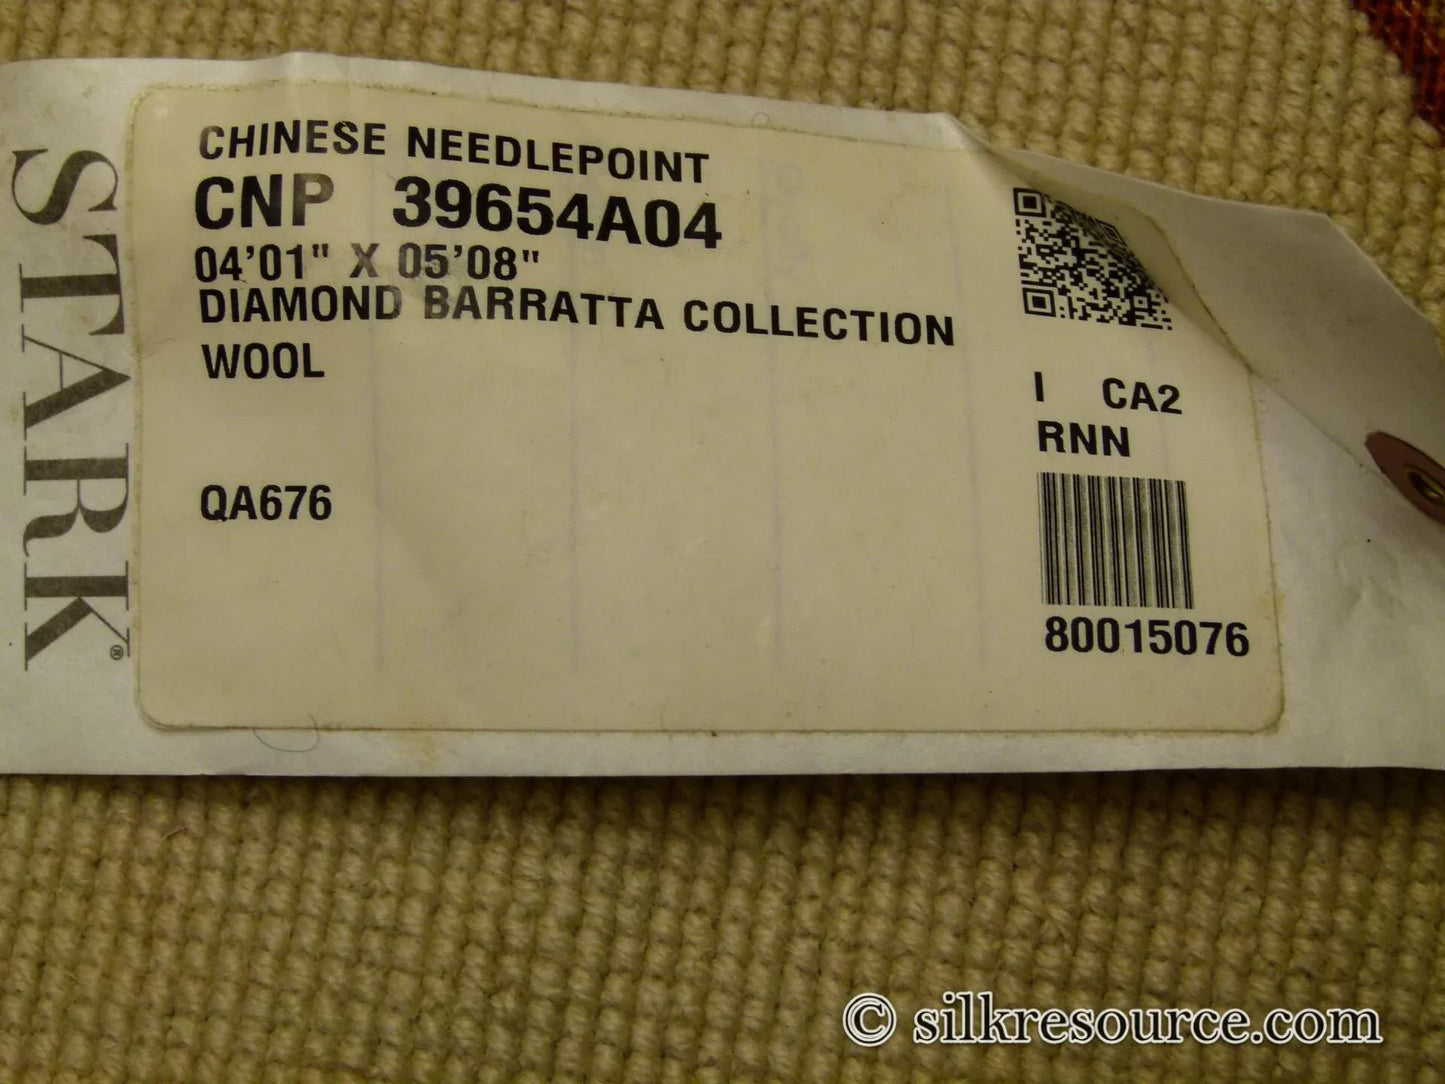 STARK®
CHINESE NEEDLEPOINT
CNP 39654A04
04'01" X 05'08"
DIAMOND BARRATTA COLLECTION
WOOL
QA676
I CA2
RNN
80015076
© silkresource.com